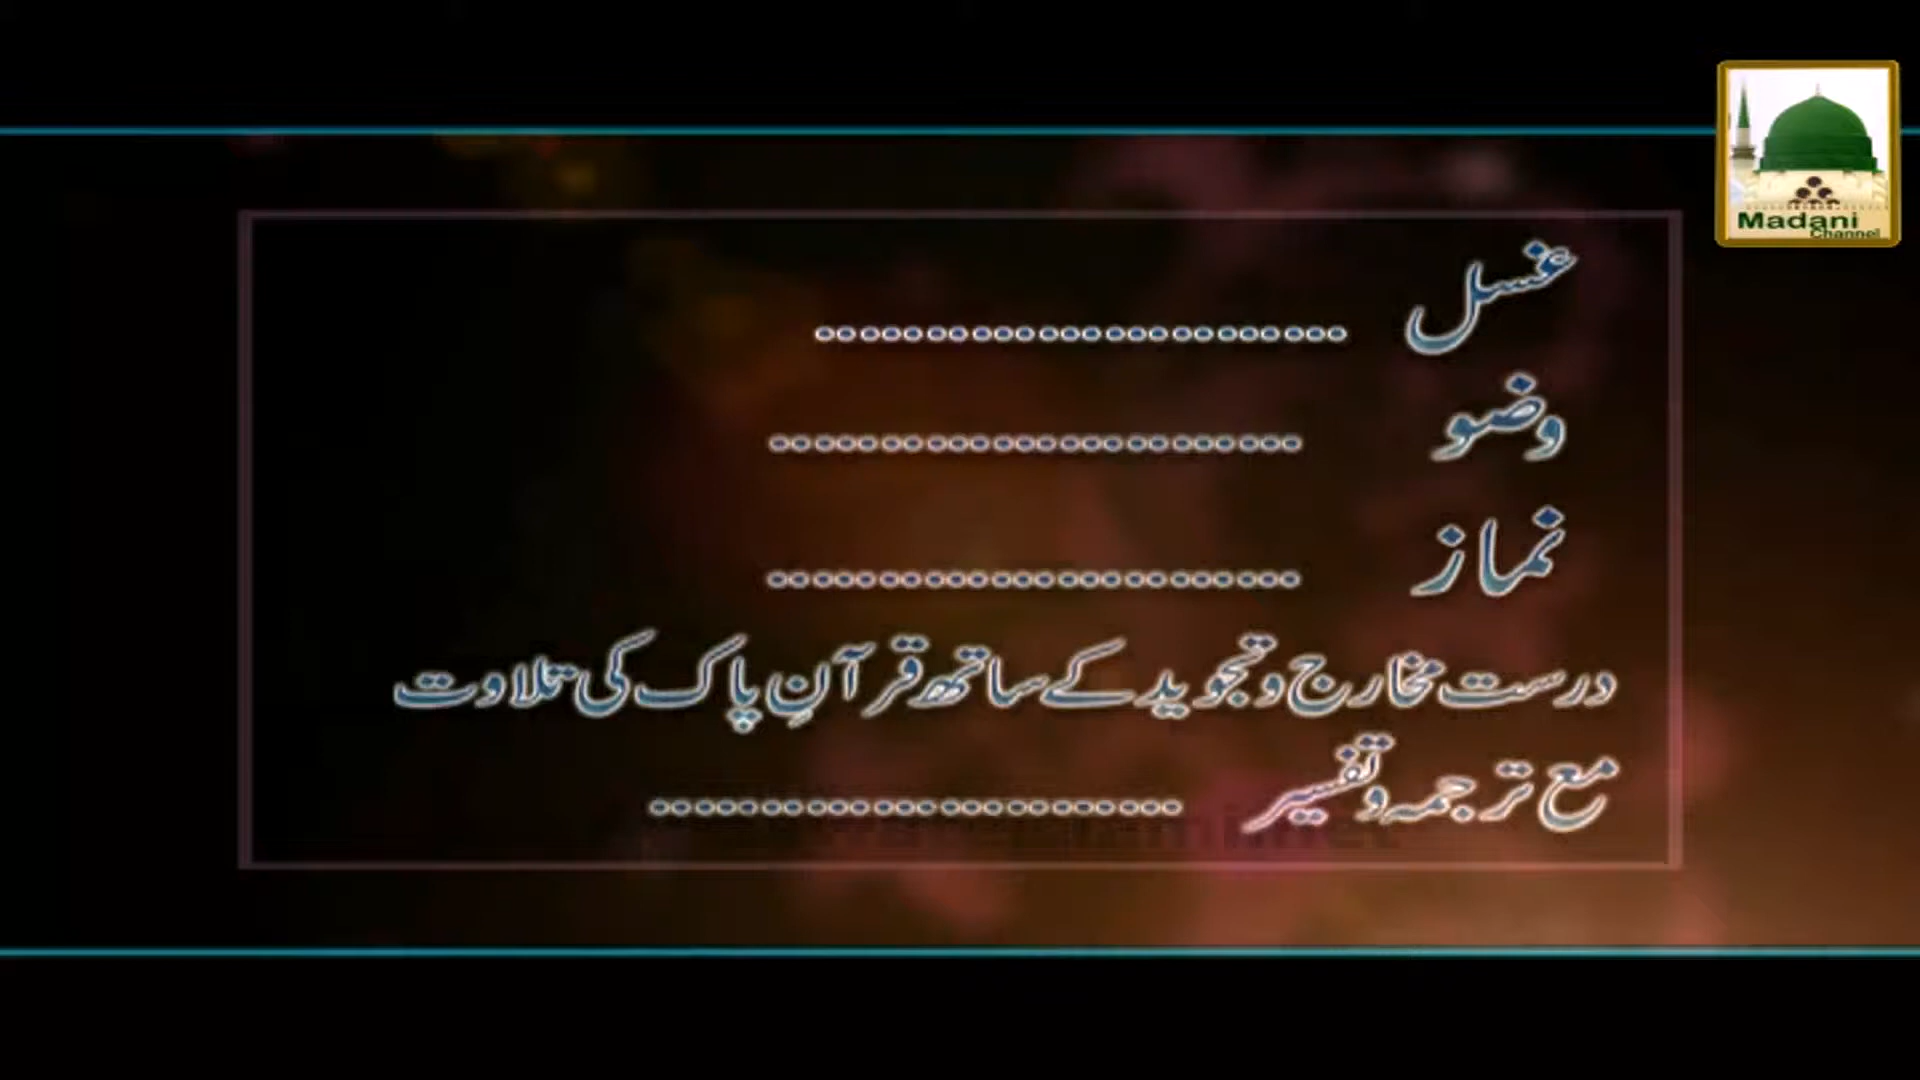 Madani
Channel
غسل ........................
وضو ........................
نماز ........................
درست مخارج و تجوید کے ساتھ قرآنِ پاک کی تلاوت
مع ترجمہ و تفسیر ........................